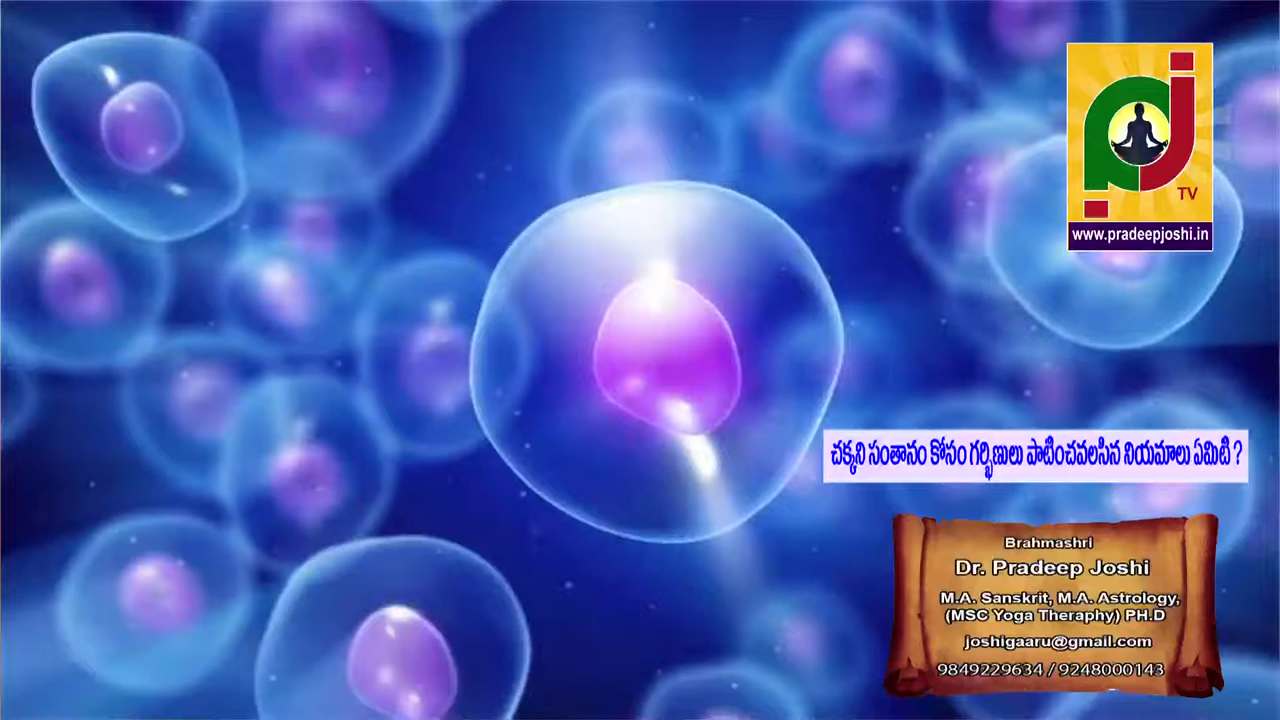 PJ
TV
www.pradeepjoshi.in
చక్కని సంతానం కోసం గర్భిణులు పాటించవలసిన నియమాలు ఏమిటి ?
Brahmashri
Dr. Pradeep Joshi
M.A. Sanskrit, M.A. Astrology,
(MSC Yoga Theraphy) PH.D
joshigaaru@gmail.com
9849229634 / 9248000143